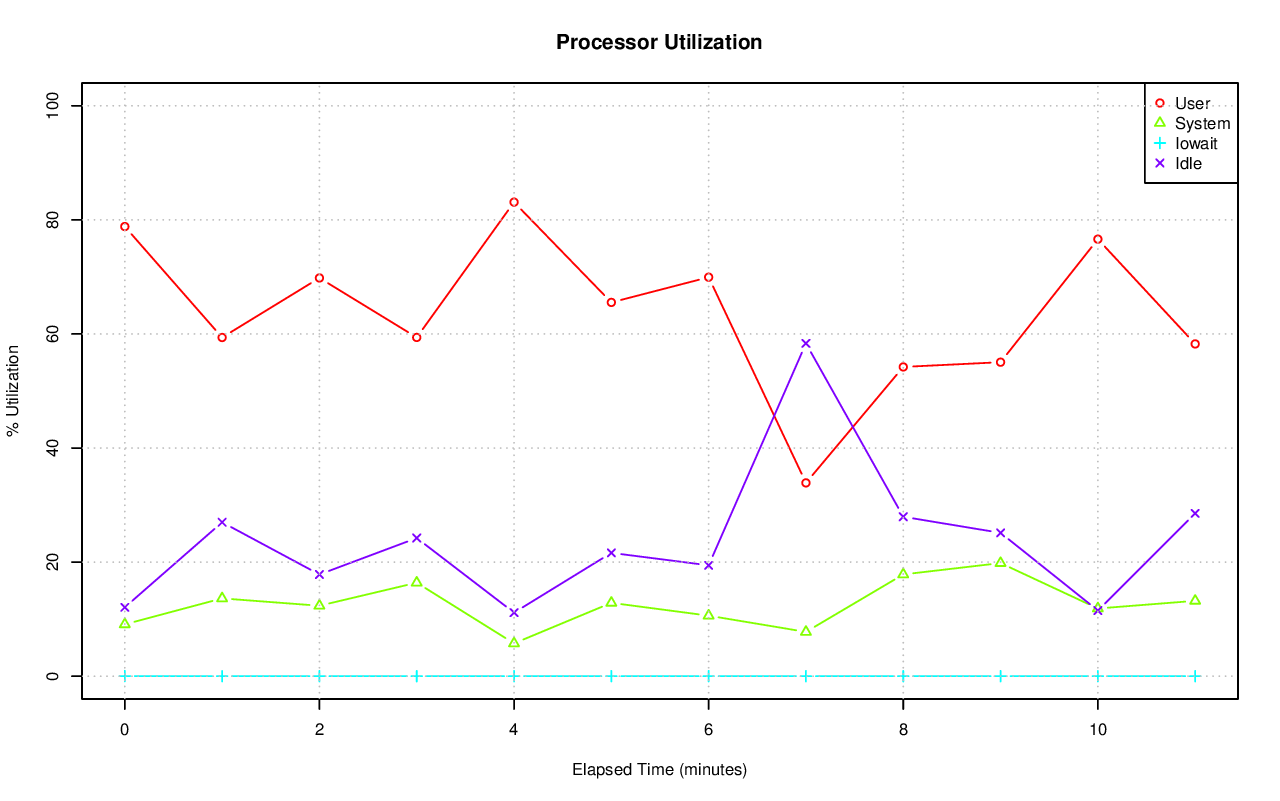 Processor Utilization
User
System
Iowait
Idle
% Utilization
100
80
60
40
20
0
0 2 4 6 8 10
Elapsed Time (minutes)